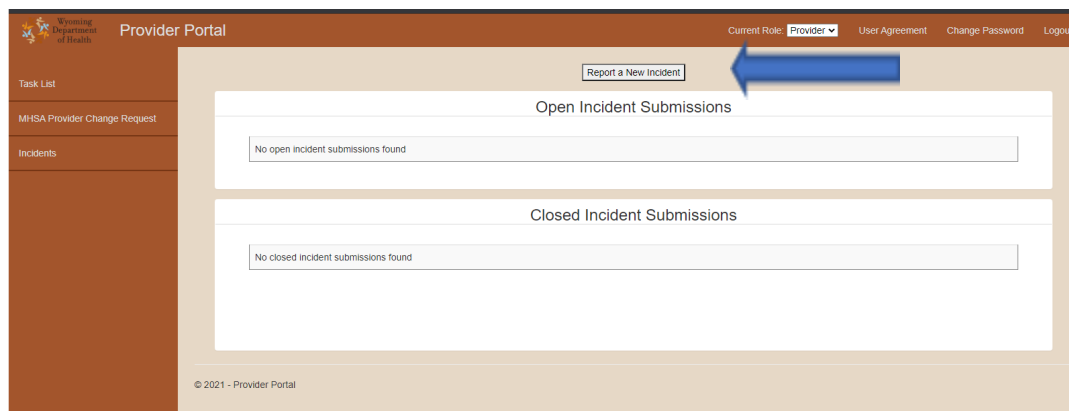 Wyoming
Department
of Health
Provider Portal
Current Role: Provider
User Agreement
Change Password
Logou
Task List
MHSA Provider Change Request
Incidents
Report a New Incident
Open Incident Submissions
No open incident submissions found
Closed Incident Submissions
No closed incident submissions found
© 2021 - Provider Portal